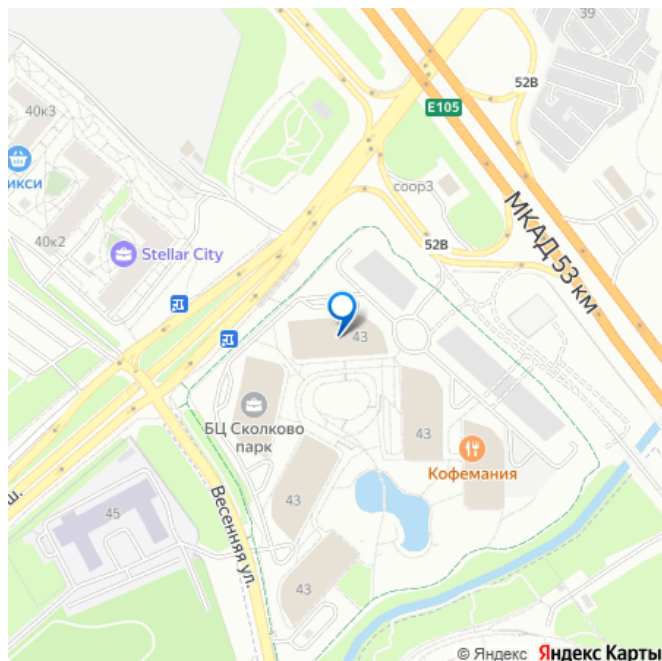 39
40к3
52В
E105
икси
соор3
40к2
Stellar City
52В
МКАД 53 км
43
БЦ Сколково
парк
43
Кофемания
ш.
45
43
Весенняя ул.
43
© Яндекс Яндекс Карты